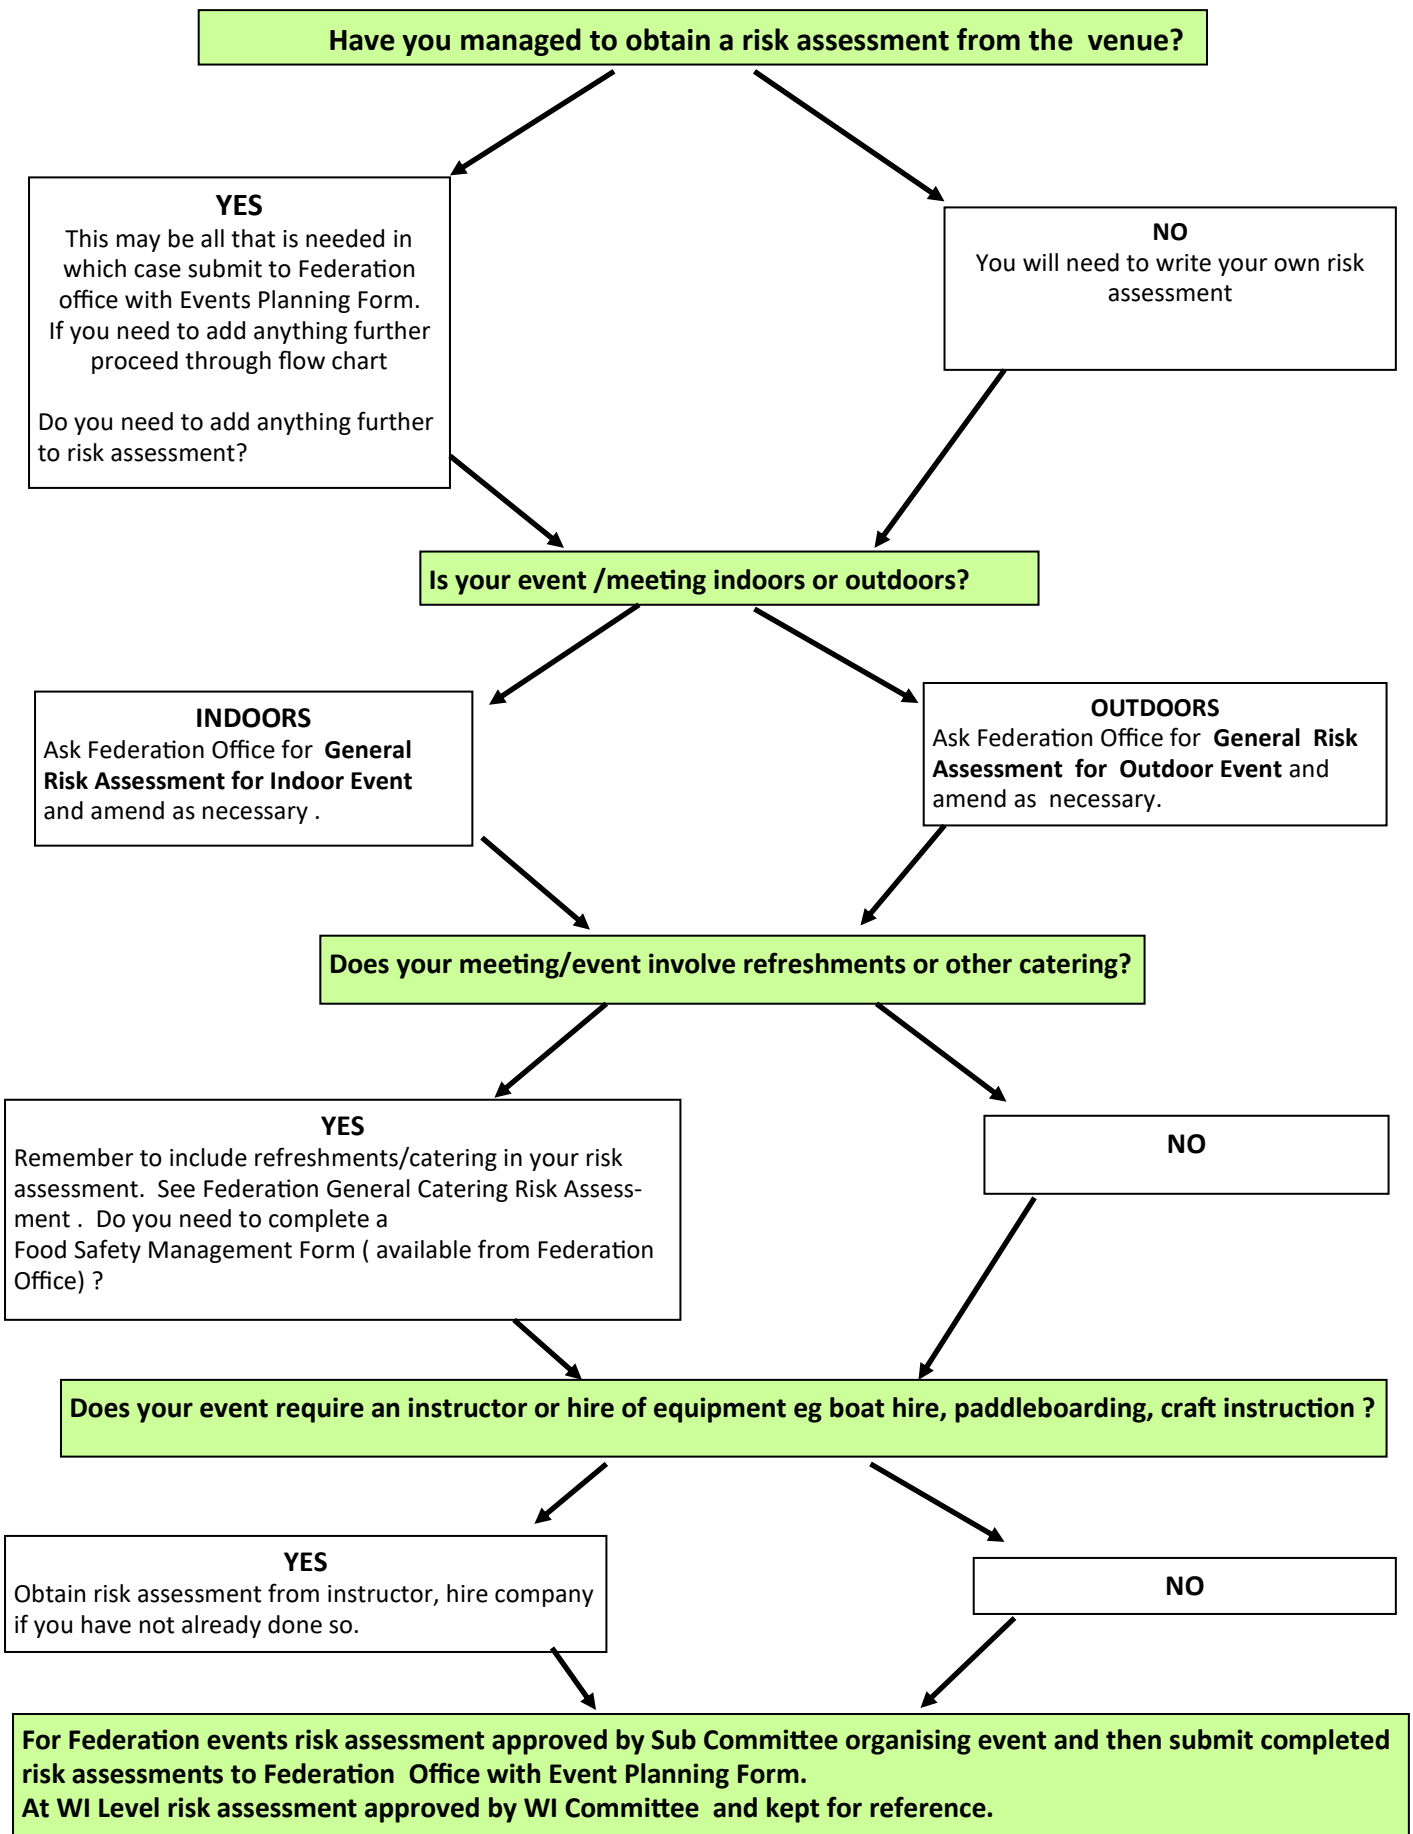 Have you managed to obtain a risk assessment from the venue?
YES
This may be all that is needed in
which case submit to Federation
office with Events Planning Form.
If you need to add anything further
proceed through flow chart
Do you need to add anything further
to risk assessment?
NO
You will need to write your own risk
assessment
Is your event /meeting indoors or outdoors?
INDOORS
Ask Federation Office for General
Risk Assessment for Indoor Event
and amend as necessary .
OUTDOORS
Ask Federation Office for General Risk
Assessment for Outdoor Event and
amend as necessary.
Does your meeting/event involve refreshments or other catering?
YES
Remember to include refreshments/catering in your risk
assessment. See Federation General Catering Risk Assess-
ment . Do you need to complete a
Food Safety Management Form ( available from Federation
Office) ?
NO
Does your event require an instructor or hire of equipment eg boat hire, paddleboarding, craft instruction ?
YES
Obtain risk assessment from instructor, hire company
if you have not already done so.
NO
For Federation events risk assessment approved by Sub Committee organising event and then submit completed
risk assessments to Federation Office with Event Planning Form.
At WI Level risk assessment approved by WI Committee and kept for reference.